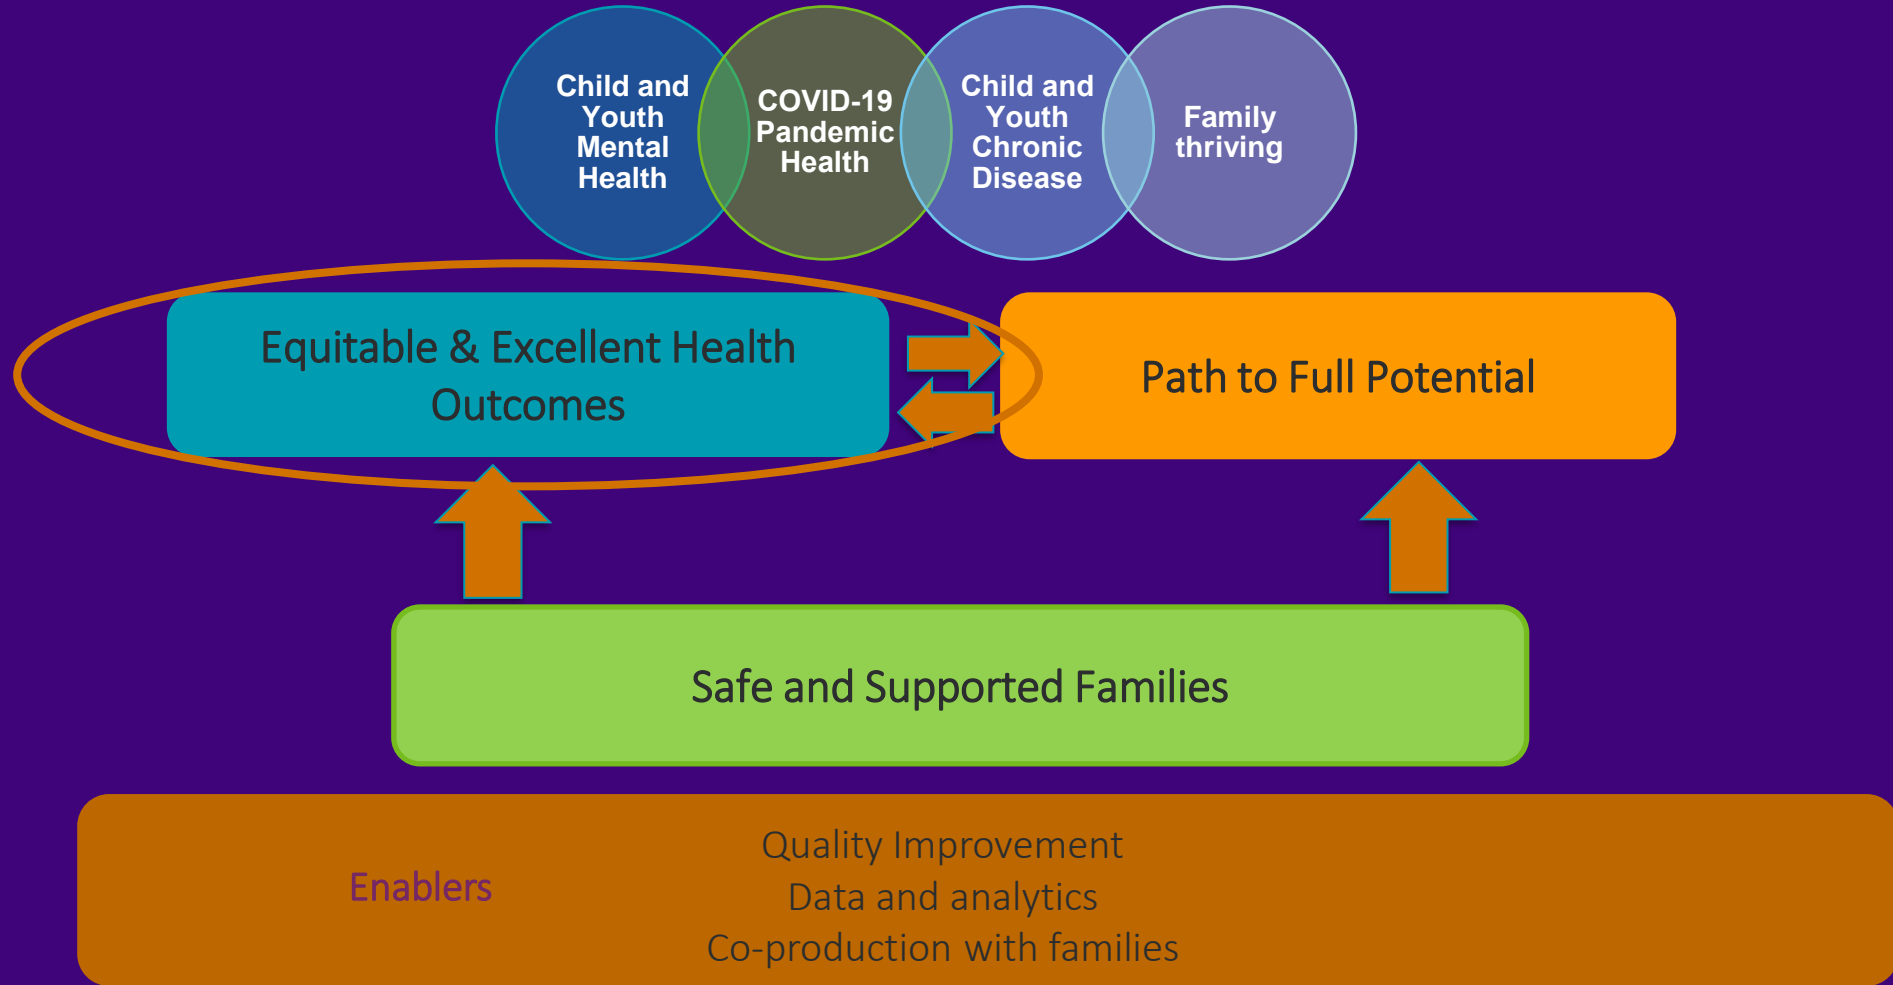 Child and
Youth
Mental
Health
COVID-19
Pandemic
Health
Child and
Youth
Chronic
Disease
Family
thriving
Equitable & Excellent Health
Outcomes
Path to Full Potential
Safe and Supported Families
Enablers
Quality Improvement
Data and analytics
Co-production with families